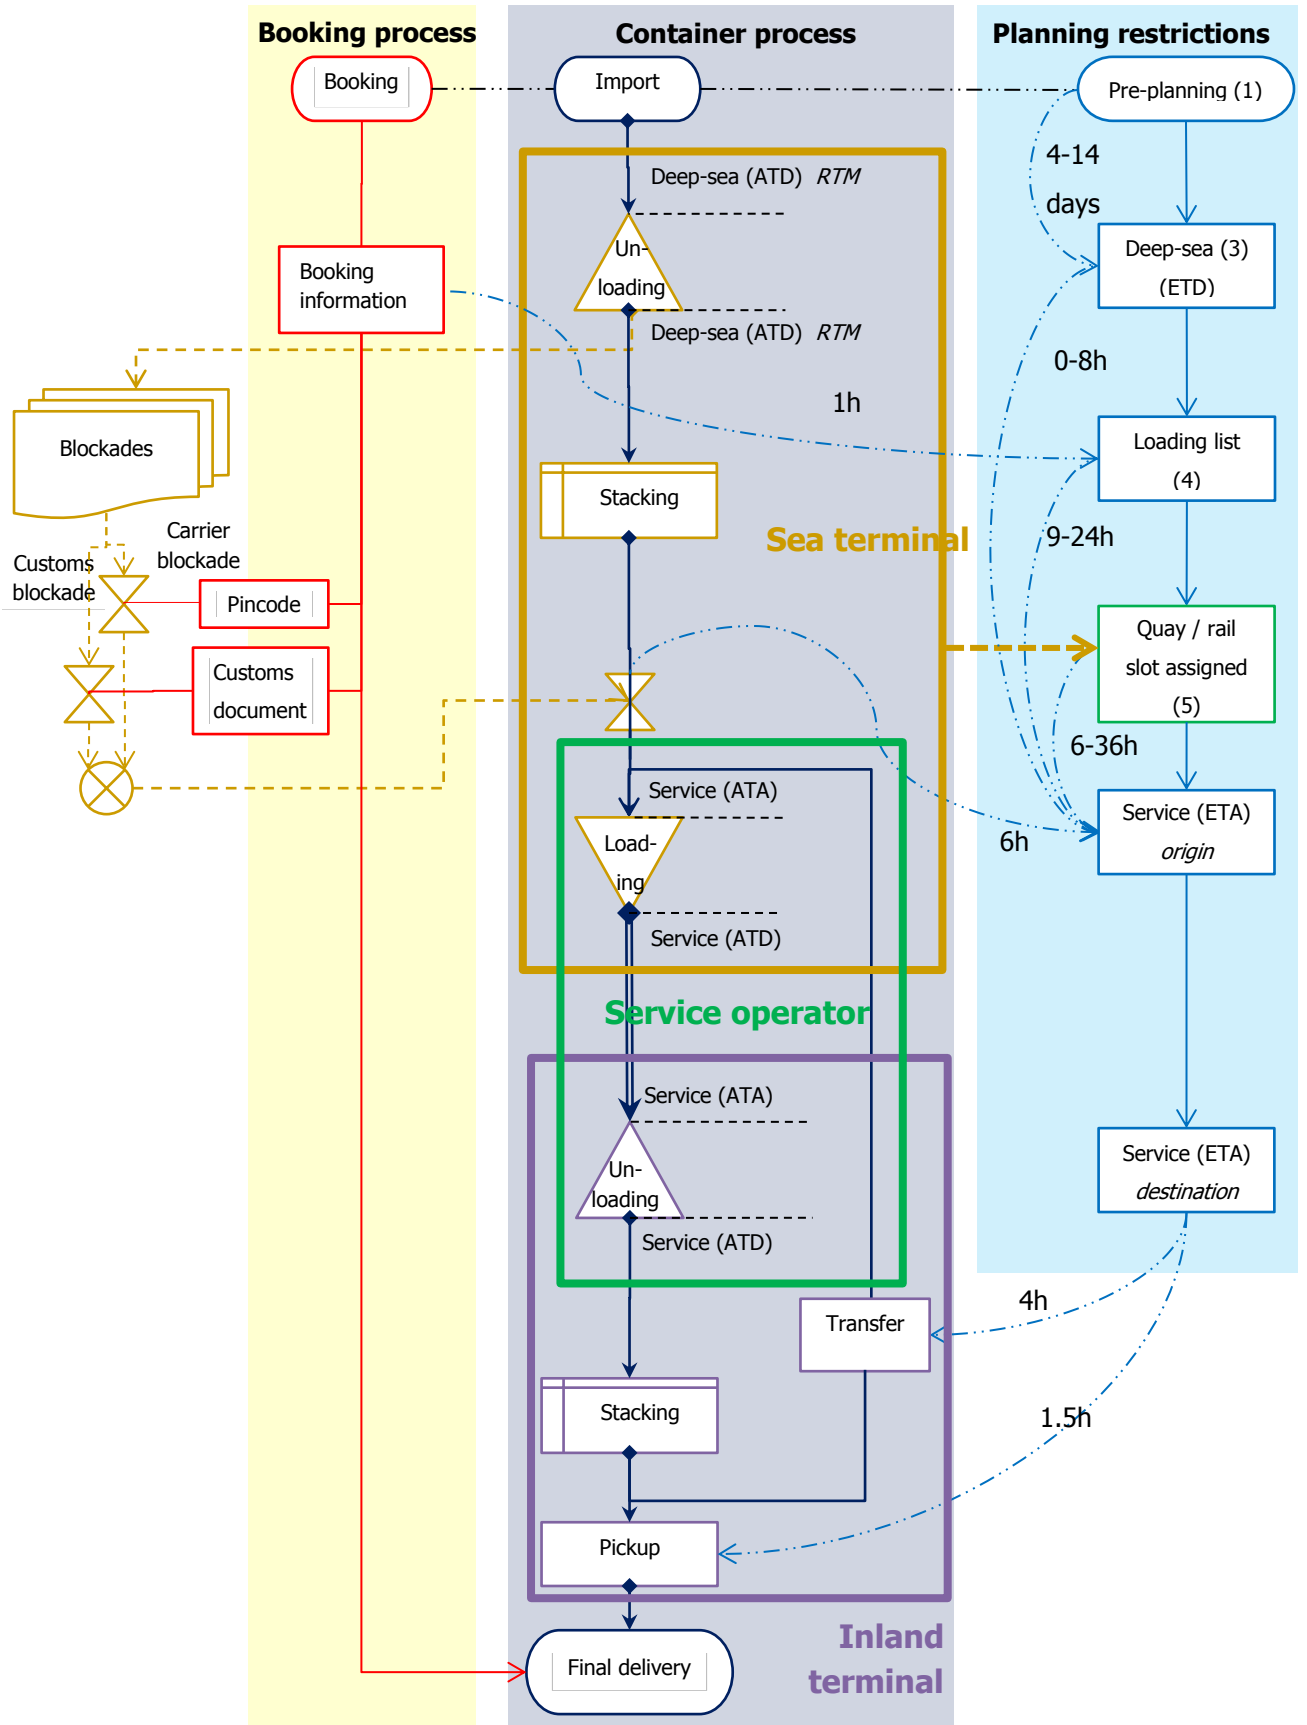 Booking process
Container process
Planning restrictions
Booking
Import
Pre-planning (1)
4-14
days
Deep-sea (ATD) RTM
Un-
loading
Deep-sea (ATD) RTM
Booking
information
Deep-sea (3)
(ETD)
0-8h
1h
Blockades
Loading list
(4)
Stacking
Sea terminal
9-24h
Carrier
blockade
Customs
blockade
Pincode
Customs
document
Quay / rail
slot assigned
(5)
6-36h
Service (ATA)
Load-
ing
Service (ATD)
6h
Service (ETA)
origin
Service operator
Service (ATA)
Un-
loading
Service (ATD)
Service (ETA)
destination
4h
Transfer
1.5h
Stacking
Pickup
Inland
terminal
Final delivery